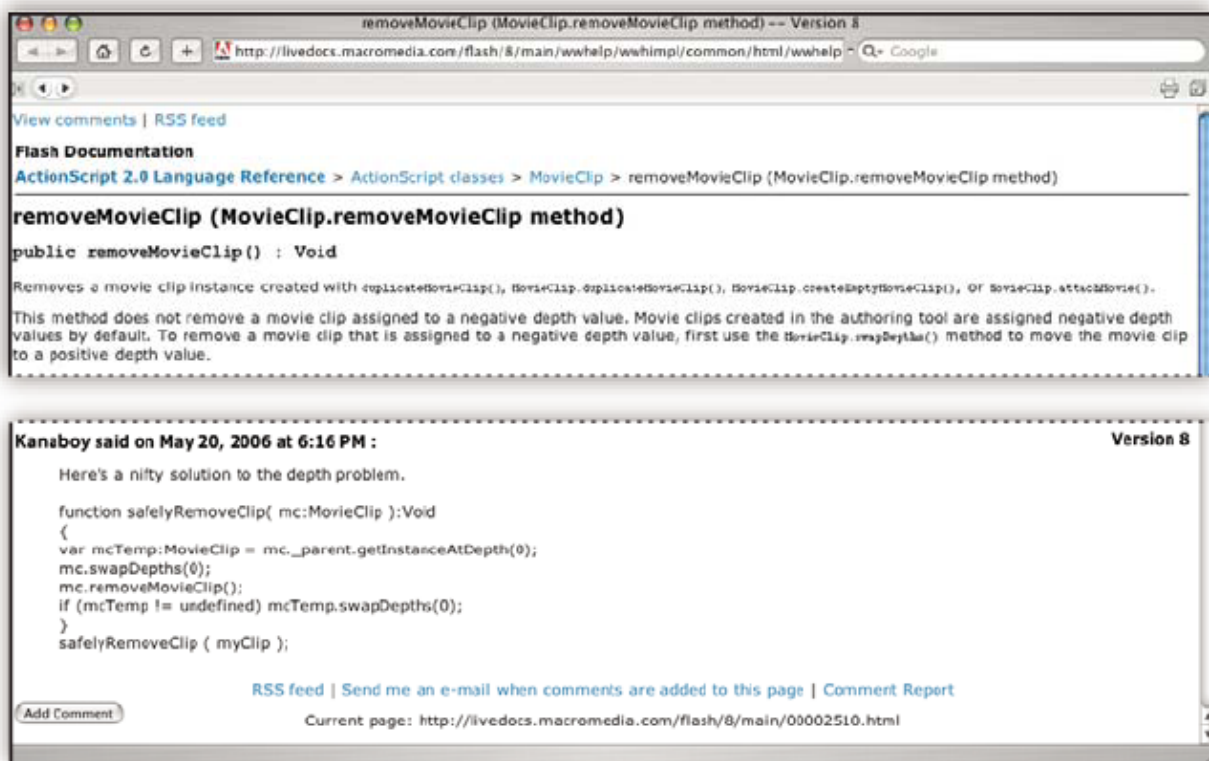 removeMovieClip (MovieClip.removeMovieClip method) -- Version 8
http://livedocs.macromedia.com/flash/8/main/wwhelp/wwhimpl/common/html/wwhelp
Google
View comments | RSS feed
Flash Documentation
ActionScript 2.0 Language Reference > ActionScript classes > MovieClip > removeMovieClip (MovieClip.removeMovieClip method)
removeMovieClip (MovieClip.removeMovieClip method)
public removeMovieClip() : Void
Removes a movie clip instance created with duplicateMovieClip(), MovieClip.duplicateMovieClip(), MovieClip.createEmptyMovieClip(), or MovieClip.attachMovie().
This method does not remove a movie clip assigned to a negative depth value. Movie clips created in the authoring tool are assigned negative depth
values by default. To remove a movie clip that is assigned to a negative depth value, first use the MovieClip.swapDepths() method to move the movie clip
to a positive depth value.
Kanaboy said on May 20, 2006 at 6:16 PM :
Version 8
Here's a nifty solution to the depth problem.
function safelyRemoveClip( mc:MovieClip ):Void
{
var mcTemp:MovieClip = mc._parent.getInstanceAtDepth(0);
mc.swapDepths(0);
mc.removeMovieClip();
if (mcTemp != undefined) mcTemp.swapDepths(0);
}
safelyRemoveClip ( myClip );
RSS feed | Send me an e-mail when comments are added to this page | Comment Report
Add Comment
Current page: http://livedocs.macromedia.com/flash/8/main/00002510.html